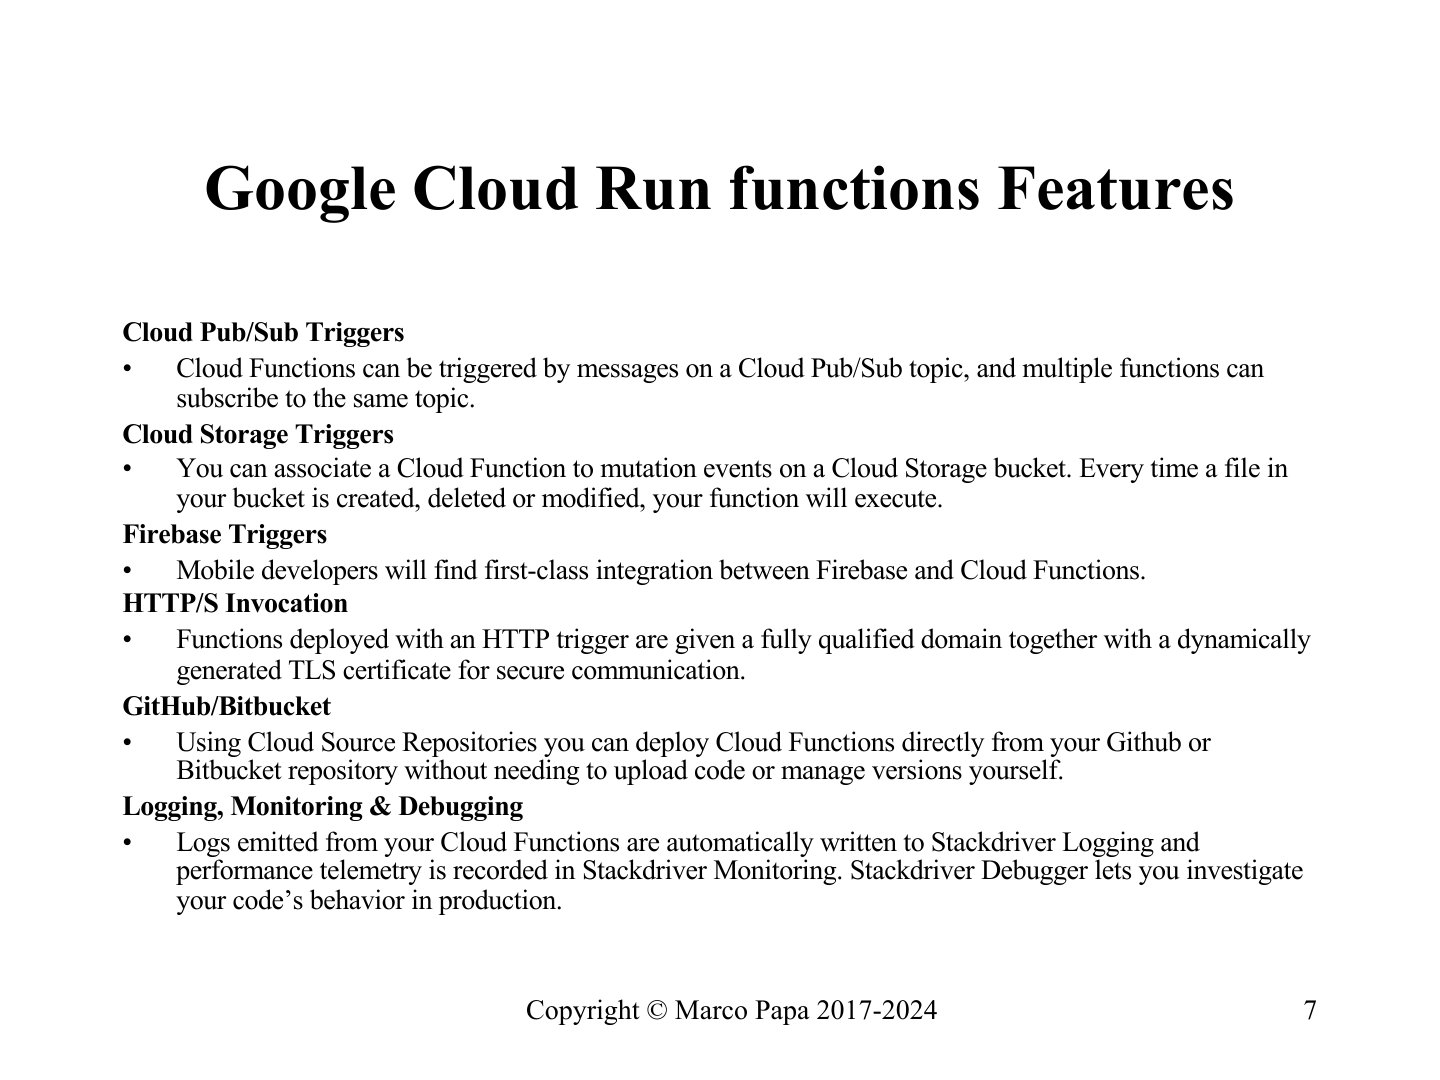 Google Cloud Run functions Features
Cloud Pub/Sub Triggers
• Cloud Functions can be triggered by messages on a Cloud Pub/Sub topic, and multiple functions can
subscribe to the same topic.
Cloud Storage Triggers
• You can associate a Cloud Function to mutation events on a Cloud Storage bucket. Every time a file in
your bucket is created, deleted or modified, your function will execute.
Firebase Triggers
• Mobile developers will find first-class integration between Firebase and Cloud Functions.
HTTP/S Invocation
• Functions deployed with an HTTP trigger are given a fully qualified domain together with a dynamically
generated TLS certificate for secure communication.
GitHub/Bitbucket
• Using Cloud Source Repositories you can deploy Cloud Functions directly from your Github or
Bitbucket repository without needing to upload code or manage versions yourself.
Logging, Monitoring & Debugging
• Logs emitted from your Cloud Functions are automatically written to Stackdriver Logging and
performance telemetry is recorded in Stackdriver Monitoring. Stackdriver Debugger lets you investigate
your code’s behavior in production.
Copyright © Marco Papa 2017-2024
7